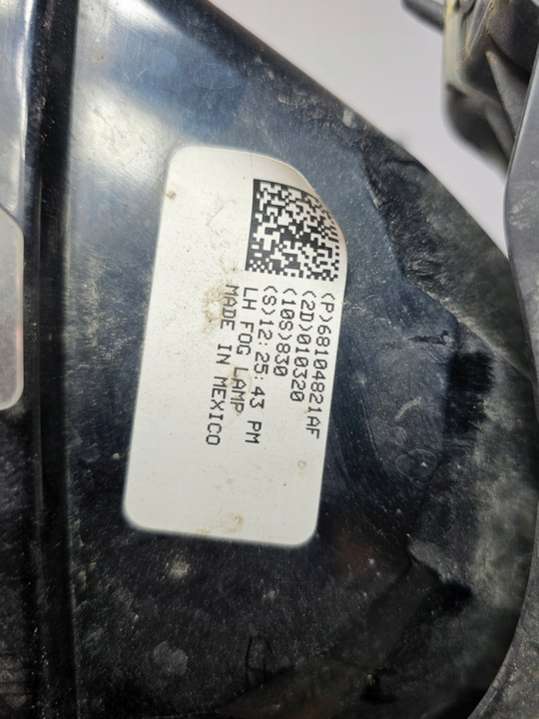 (P)68104821AF
(2D)010320
(10S)830
(S)12:25:43 PM
LH FOG LAMP
MADE IN MEXICO